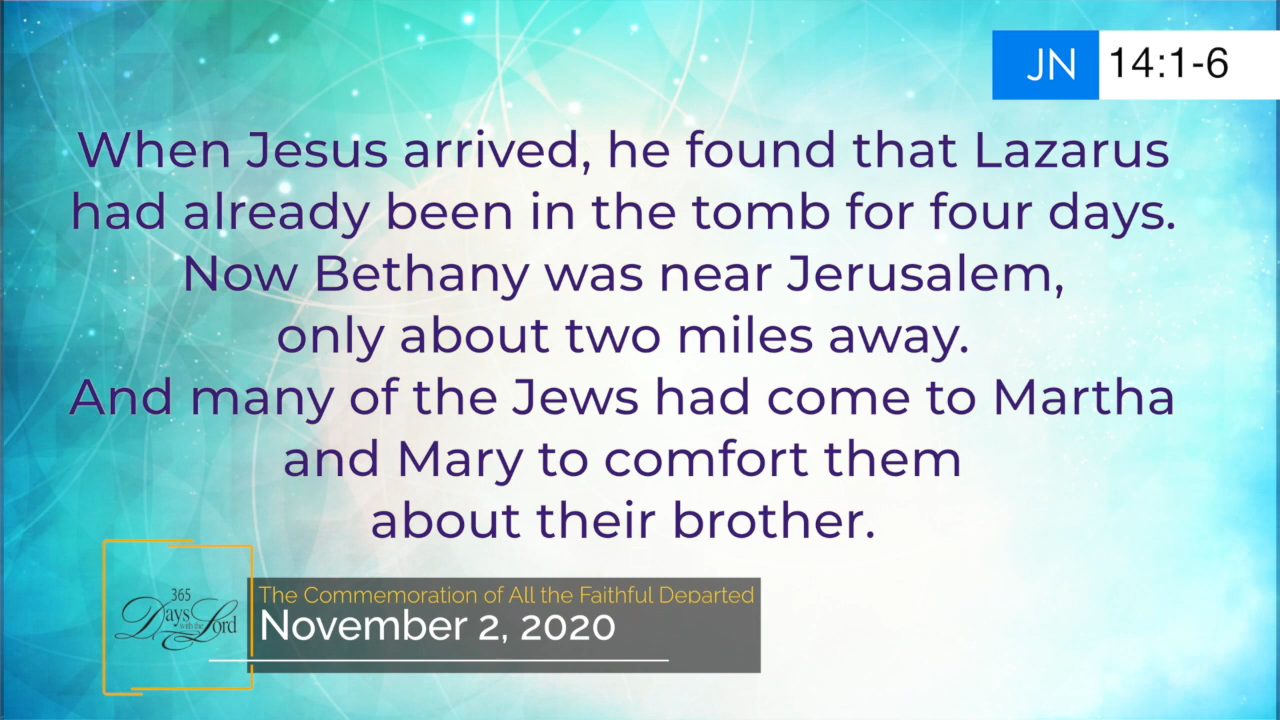 JN 14:1-6
When Jesus arrived, he found that Lazarus
had already been in the tomb for four days.
Now Bethany was near Jerusalem,
only about two miles away.
And many of the Jews had come to Martha
and Mary to comfort them
about their brother.
365
Days with the Lord
The Commemoration of All the Faithful Departed
November 2, 2020